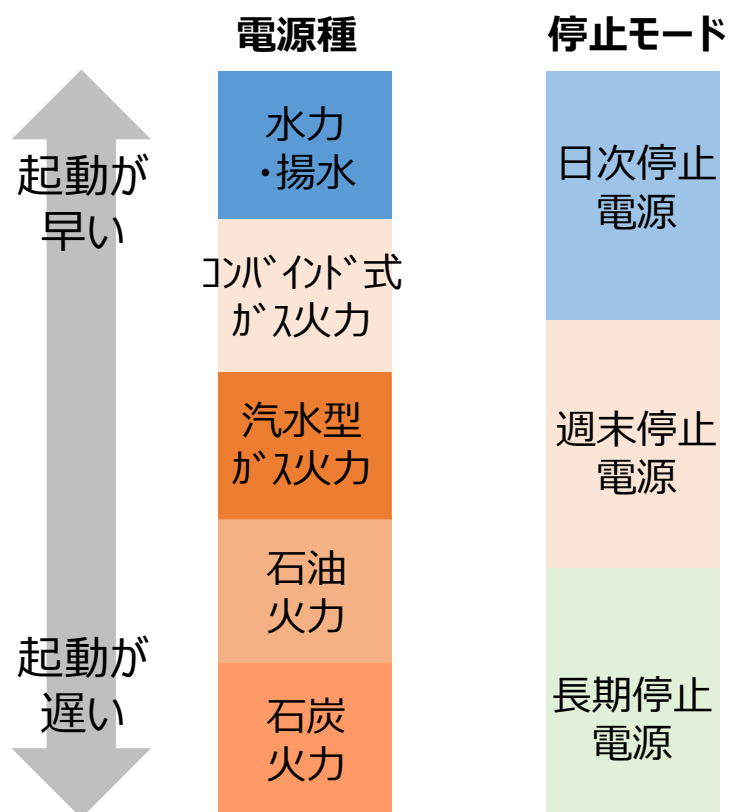 電源種
停止モード
起動が
早い
水力
・揚水
コンバインド式
ガス火力
汽水型
ガス火力
石油
火力
石炭
火力
起動が
遅い
日次停止
電源
週末停止
電源
長期停止
電源